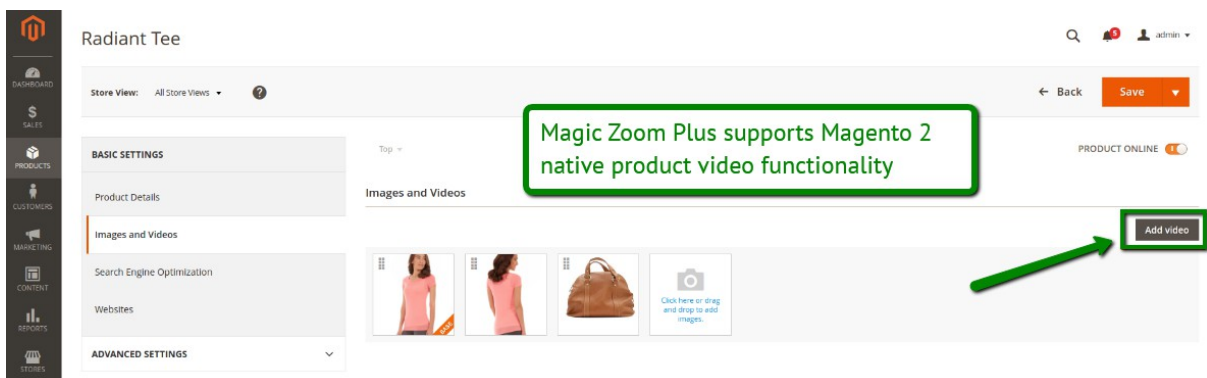 Radiant Tee
5
admin
DASHBOARD
Store View: All Store Views
?
← Back
Save
$
SALES
Magic Zoom Plus supports Magento 2
native product video functionality
BASIC SETTINGS
Top
PRODUCT ONLINE
PRODUCTS
Product Details
Images and Videos
CUSTOMERS
Images and Videos
Add video
MARKETING
Search Engine Optimization
CONTENT
Click here or drag
and drop to add
images.
Websites
BASE
REPORTS
ADVANCED SETTINGS
STORES